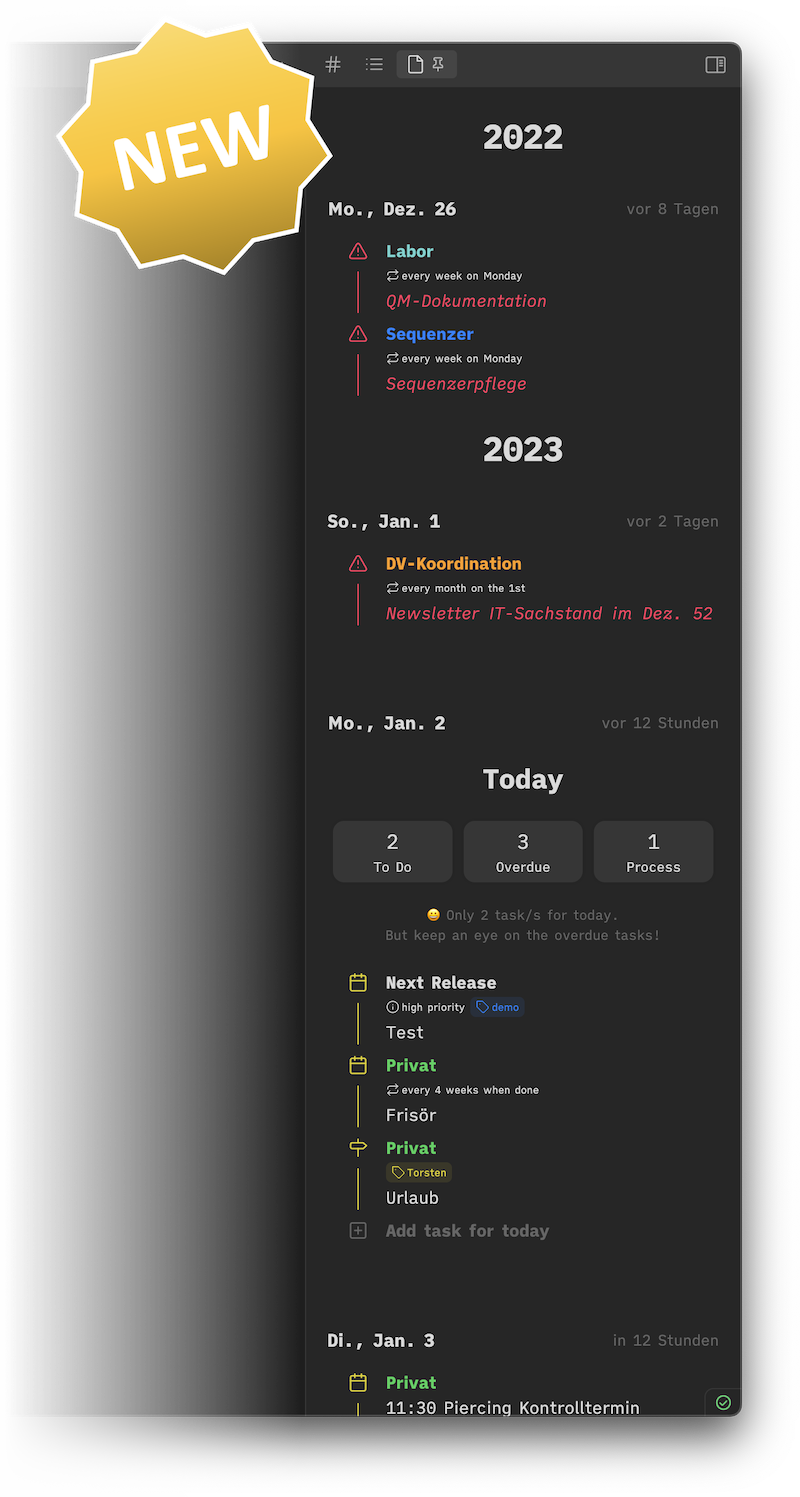 NEW
2022
Mo., Dez. 26 vor 8 Tagen
Labor
every week on Monday
QM-Dokumentation
Sequenzer
every week on Monday
Sequenzerpflege
2023
So., Jan. 1 vor 2 Tagen
DV-Koordination
every month on the 1st
Newsletter IT-Sachstand im Dez. 52
Mo., Jan. 2 vor 12 Stunden
Today
2 3 1
To Do Overdue Process
😀 Only 2 task/s for today.
But keep an eye on the overdue tasks!
Next Release
high priority demo
Test
Privat
every 4 weeks when done
Frisör
Privat
Torsten
Urlaub
Add task for today
Di., Jan. 3 in 12 Stunden
Privat
11:30 Piercing Kontrolltermin